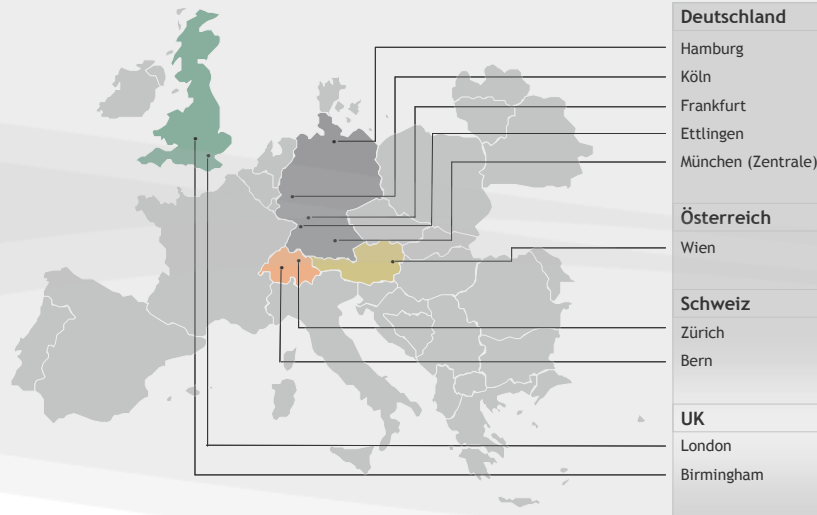 Deutschland
Hamburg
Köln
Frankfurt
Ettlingen
München (Zentrale)
Österreich
Wien
Schweiz
Zürich
Bern
UK
London
Birmingham